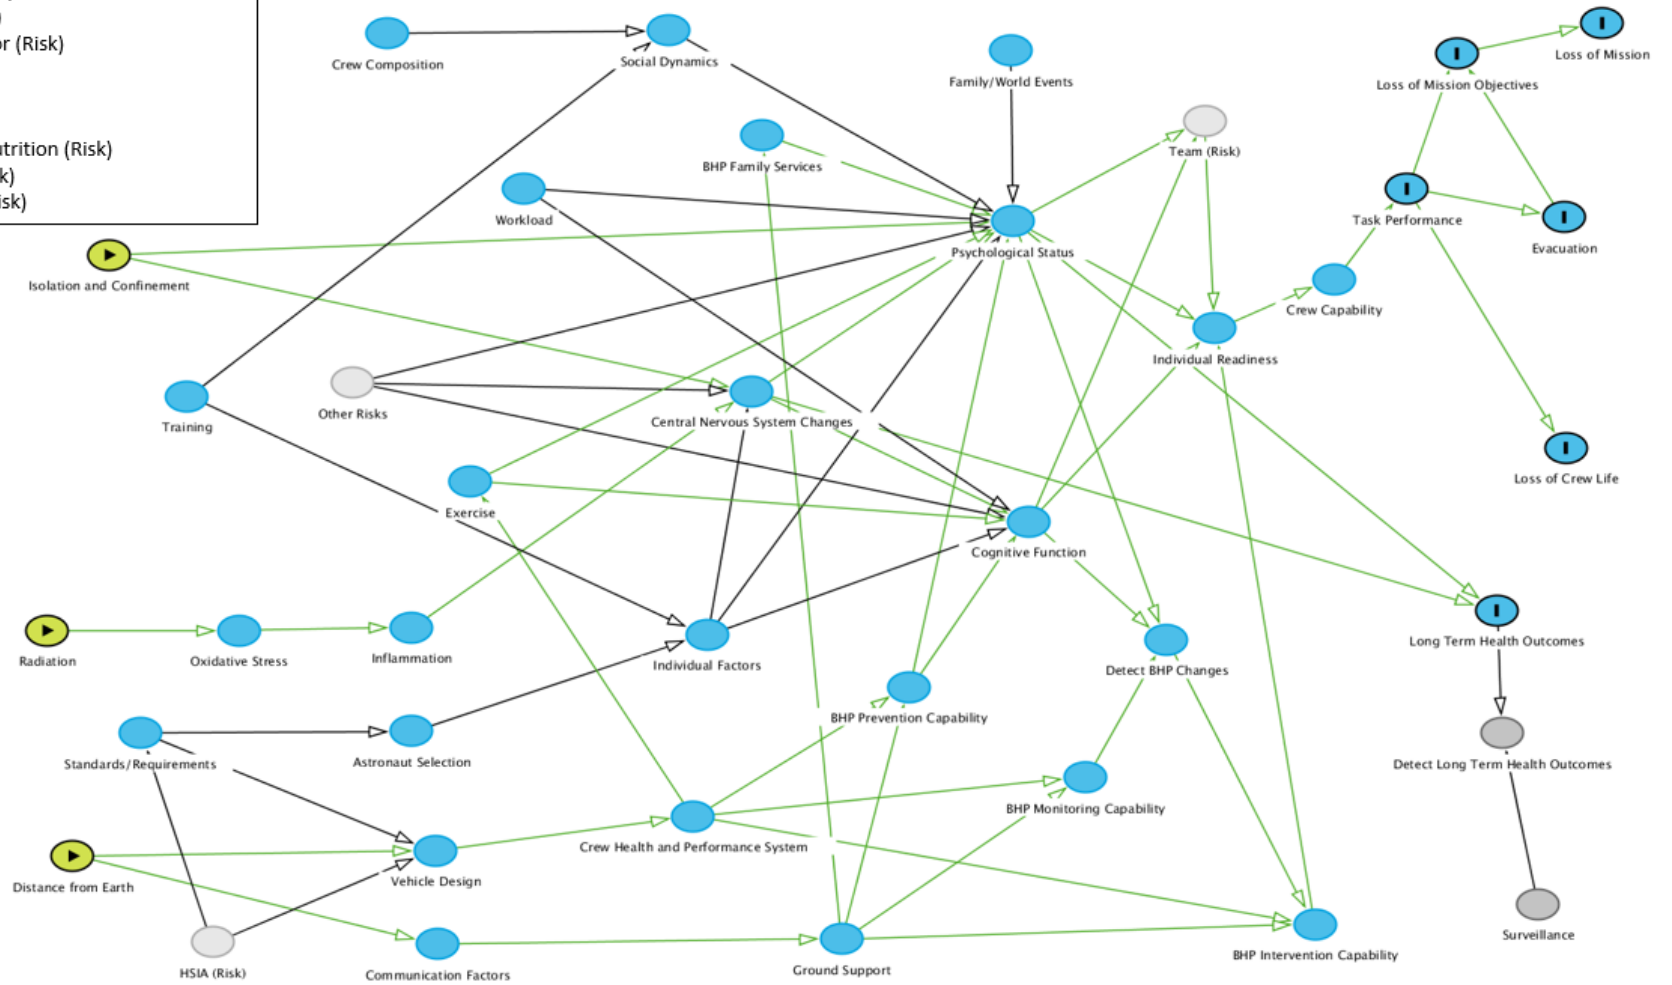 )
or (Risk)
utrition (Risk)
k)
isk)
Crew Composition
Social Dynamics
Family/World Events
Loss of Mission
Loss of Mission Objectives
BHP Family Services
Team (Risk)
Workload
Task Performance
Evacuation
Psychological Status
Isolation and Confinement
Crew Capability
Individual Readiness
Training
Other Risks
Central Nervous System Changes
Loss of Crew Life
Exercise
Cognitive Function
Radiation
Oxidative Stress
Inflammation
Individual Factors
Long Term Health Outcomes
Detect BHP Changes
BHP Prevention Capability
Standards/Requirements
Astronaut Selection
Detect Long Term Health Outcomes
BHP Monitoring Capability
Crew Health and Performance System
Distance from Earth
Vehicle Design
Surveillance
HSIA (Risk)
Communication Factors
Ground Support
BHP Intervention Capability